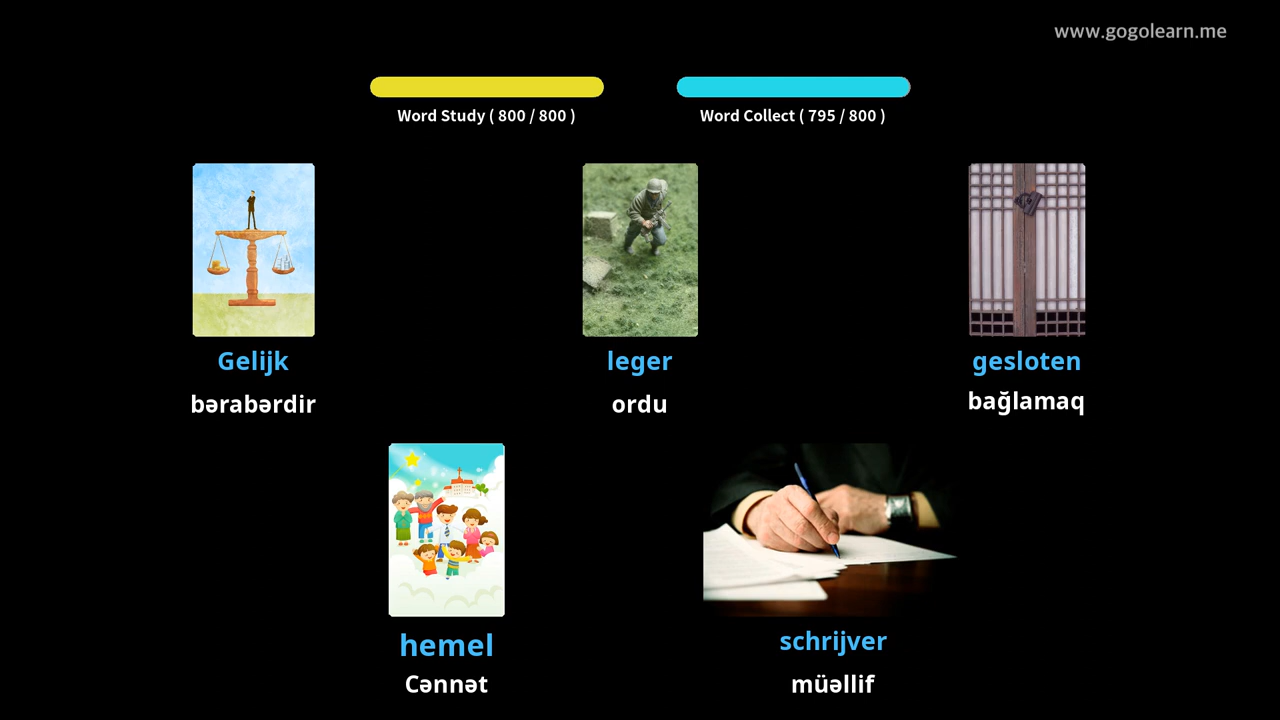 www.gogolearn.me
Word Study ( 800 / 800 )
Word Collect ( 795 / 800 )
Gelijk
leger
gesloten
bərabərdir
ordu
bağlamaq
hemel
schrijver
Cənnət
müəllif